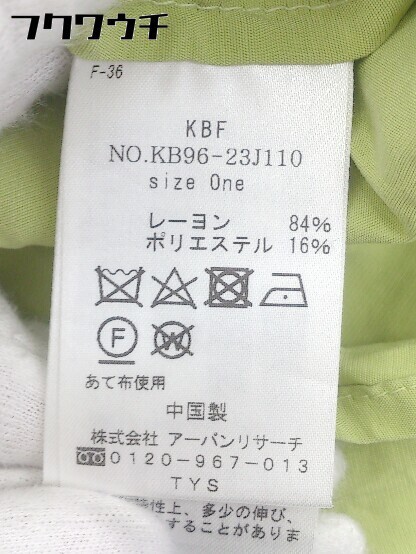 フクワウチ
F-36
KBF
NO.KB96-23J110
size One
レーヨン 84%
ポリエステル 16%
F
W
あて布使用
中国製
株式会社 アーバンリサーチ
0120-967-013
TYS
性上、多少の伸び、
することがありま